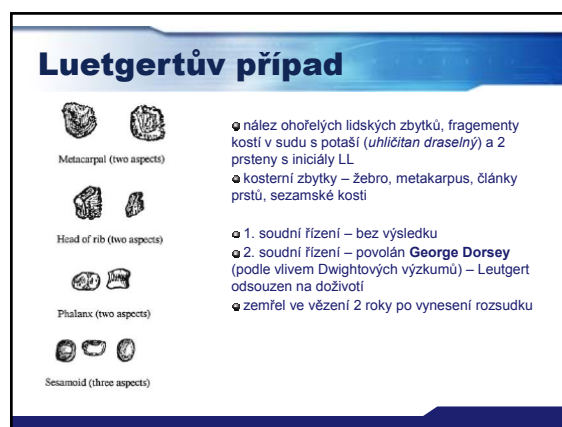 Luetgertův případ
Metacarpal (two aspects)
Head of rib (two aspects)
Phalanx (two aspects)
Sesamoid (three aspects)
nález ohořelých lidských zbytků, fragementy
kostí v sudu s potaší (uhličitan draselný) a 2
prsteny s iniciály LL
kosterní zbytky – žebro, metakarpus, články
prstů, sezamské kosti
1. soudní řízení – bez výsledku
2. soudní řízení – povolán George Dorsey
(podle vlivem Dwightových výzkumů) – Leutgert
odsouzen na doživotí
zemřel ve vězení 2 roky po vynesení rozsudku